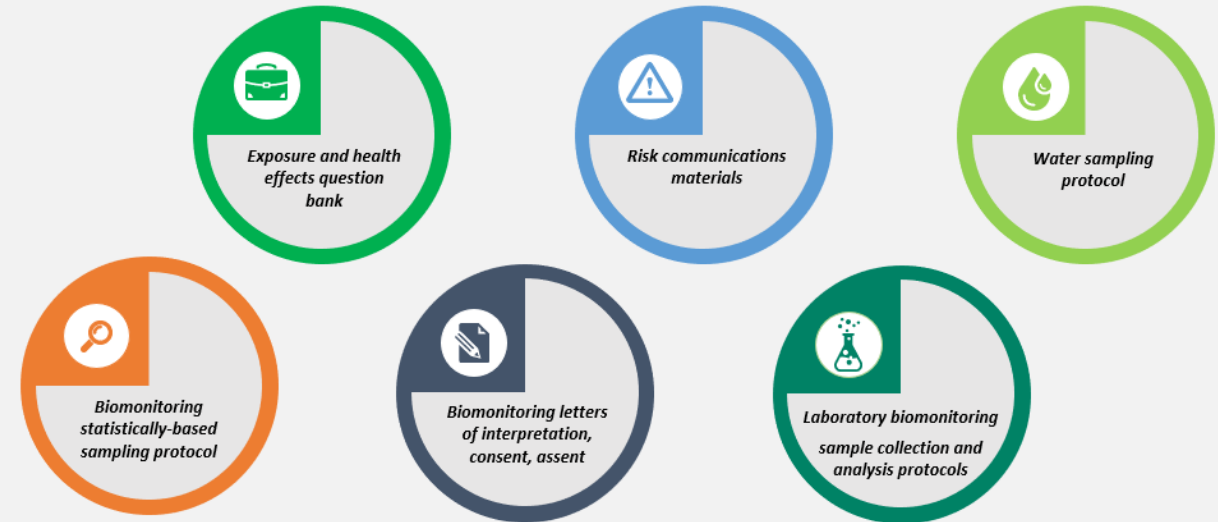 Exposure and health
effects question
bank
Risk communications
materials
Water sampling
protocol
Biomonitoring
statistically-based
sampling protocol
Biomonitoring letters
of interpretation,
consent, assent
Laboratory biomonitoring
sample collection and
analysis protocols